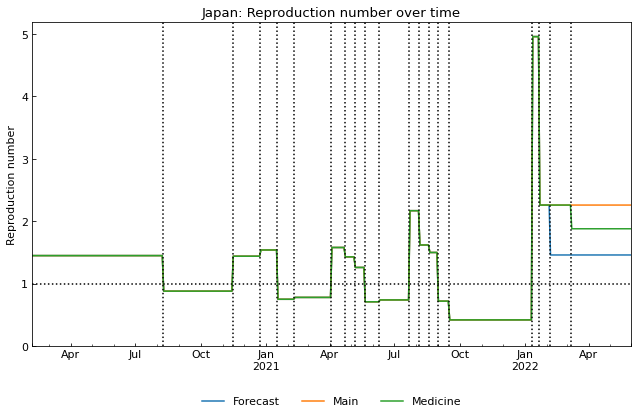 Japan: Reproduction number over time
Reproduction number
5
4
3
2
1
0
Apr Jul Oct Jan Apr Jul Oct Jan Apr
2021 2022
Forecast Main Medicine